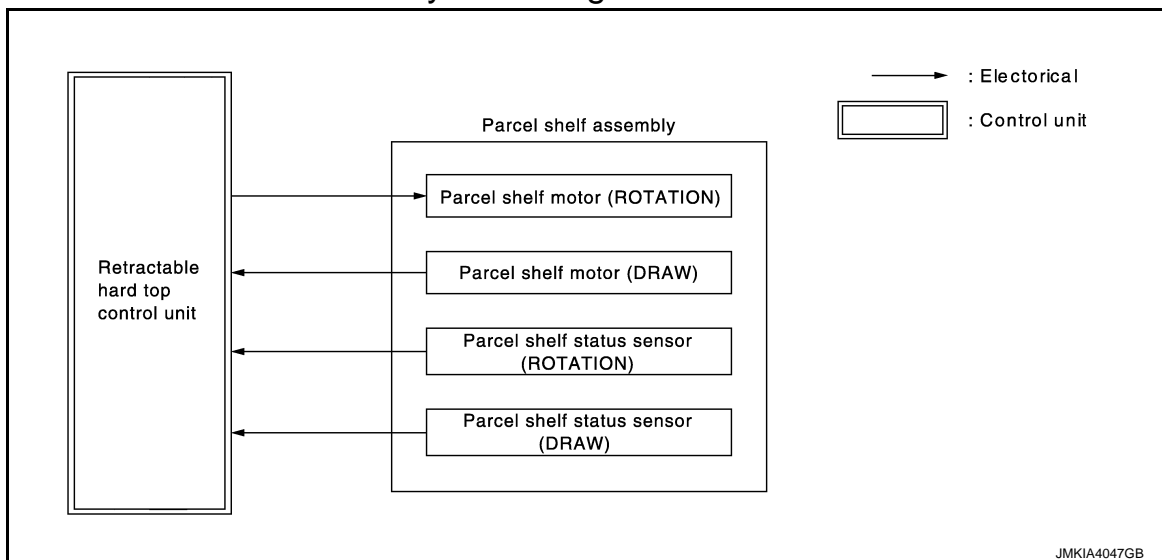 : Electorical
: Control unit
Parcel shelf assembly
Parcel shelf motor (ROTATION)
Retractable
hard top
control unit
Parcel shelf motor (DRAW)
Parcel shelf status sensor
(ROTATION)
Parcel shelf status sensor
(DRAW)
JMKIA4047GB